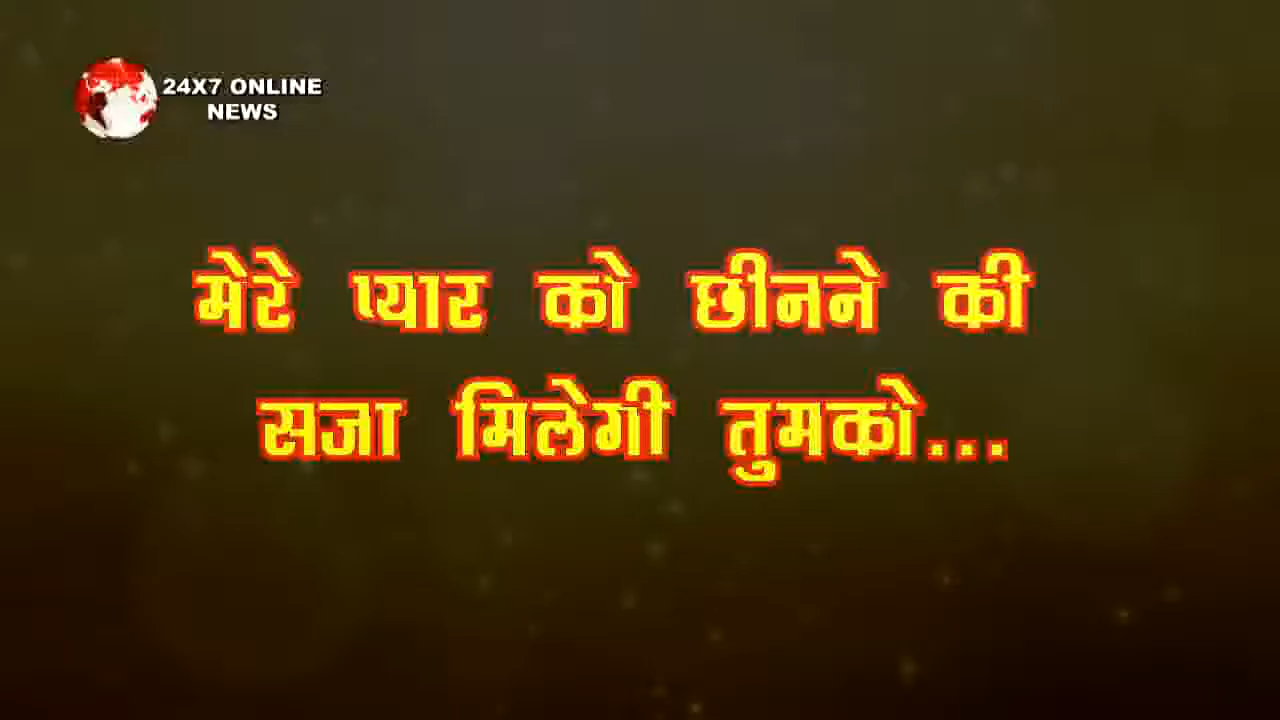 24X7 ONLINE
NEWS
मेरे प्यार को छीनने की
सजा मिलेगी तुमको...